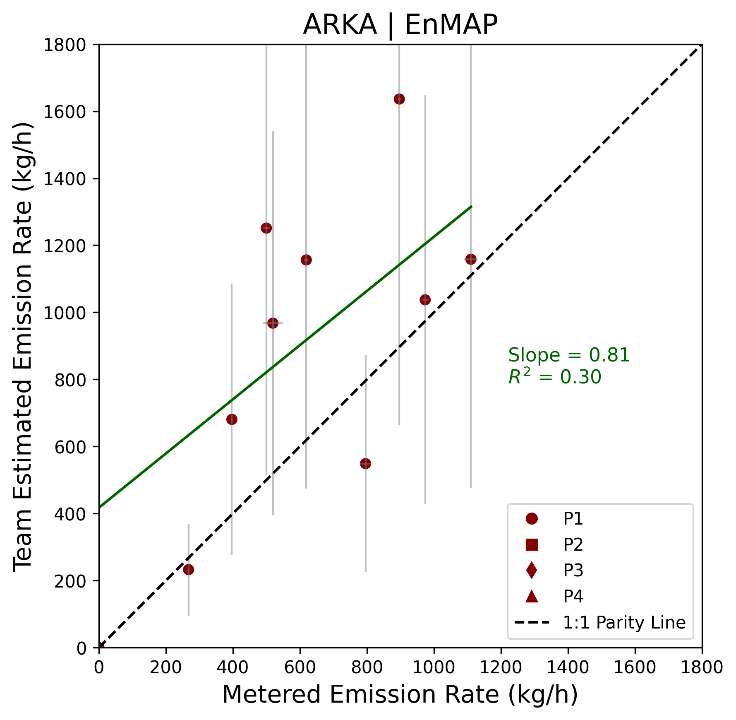 ARKA | EnMAP
Team Estimated Emission Rate (kg/h)
1800
1600
1400
1200
1000
800
600
400
200
0
Slope = 0.81
R² = 0.30
P1
P2
P3
P4
1:1 Parity Line
0 200 400 600 800 1000 1200 1400 1600 1800
Metered Emission Rate (kg/h)